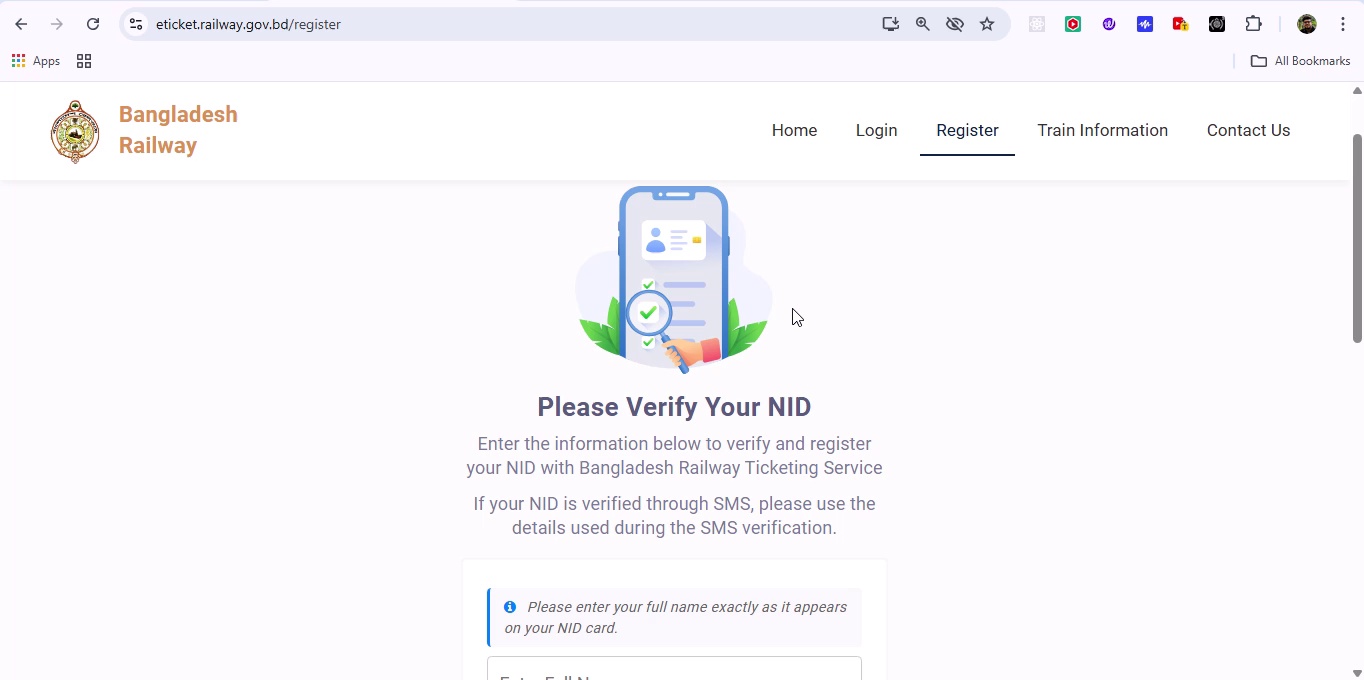 eticket.railway.gov.bd/register
Apps
All Bookmarks
Bangladesh
Railway
Home
Login
Register
Train Information
Contact Us
Please Verify Your NID
Enter the information below to verify and register
your NID with Bangladesh Railway Ticketing Service
If your NID is verified through SMS, please use the
details used during the SMS verification.
Please enter your full name exactly as it appears
on your NID card.